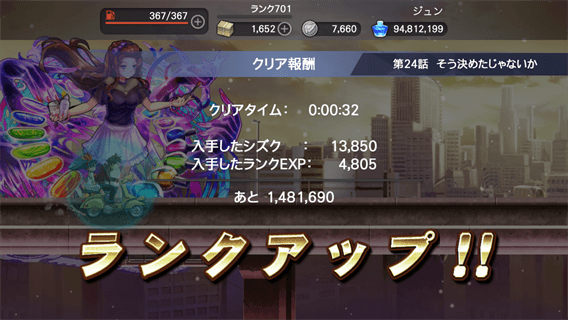 ランク701 ジュン
367/367 1,652 7,660 94,812,199
クリア報酬 第24話 そう決めたじゃないか
クリアタイム： 0:00:32
入手したシズク ： 13,850
入手したランクEXP： 4,805
あと 1,481,690
ランクアップ!!